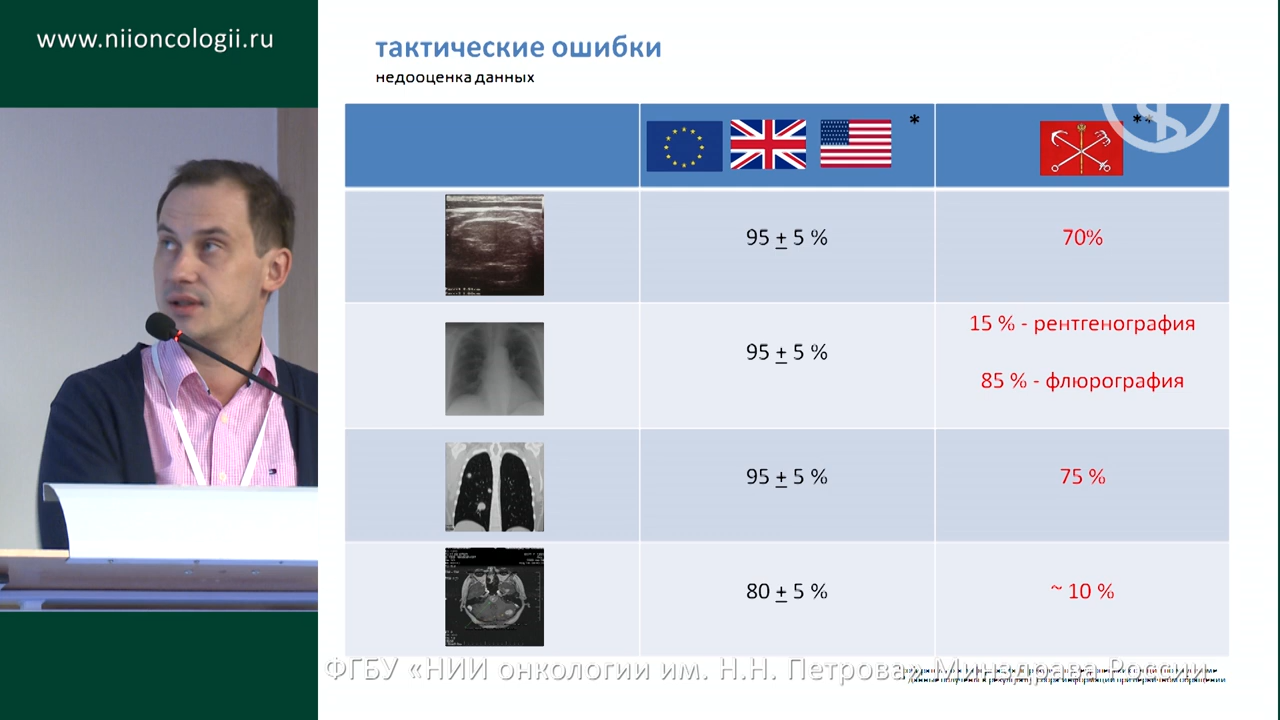 www.niioncologii.ru
тактические ошибки
недооценка данных
*
**
95 + 5 %
70%
95 + 5 %
15 % - рентгенография
85 % - флюрография
95 + 5 %
75 %
80 + 5 %
~ 10 %
ФГБУ «НИИ онкологии им. Н.Н. Петрова» Минздрава России